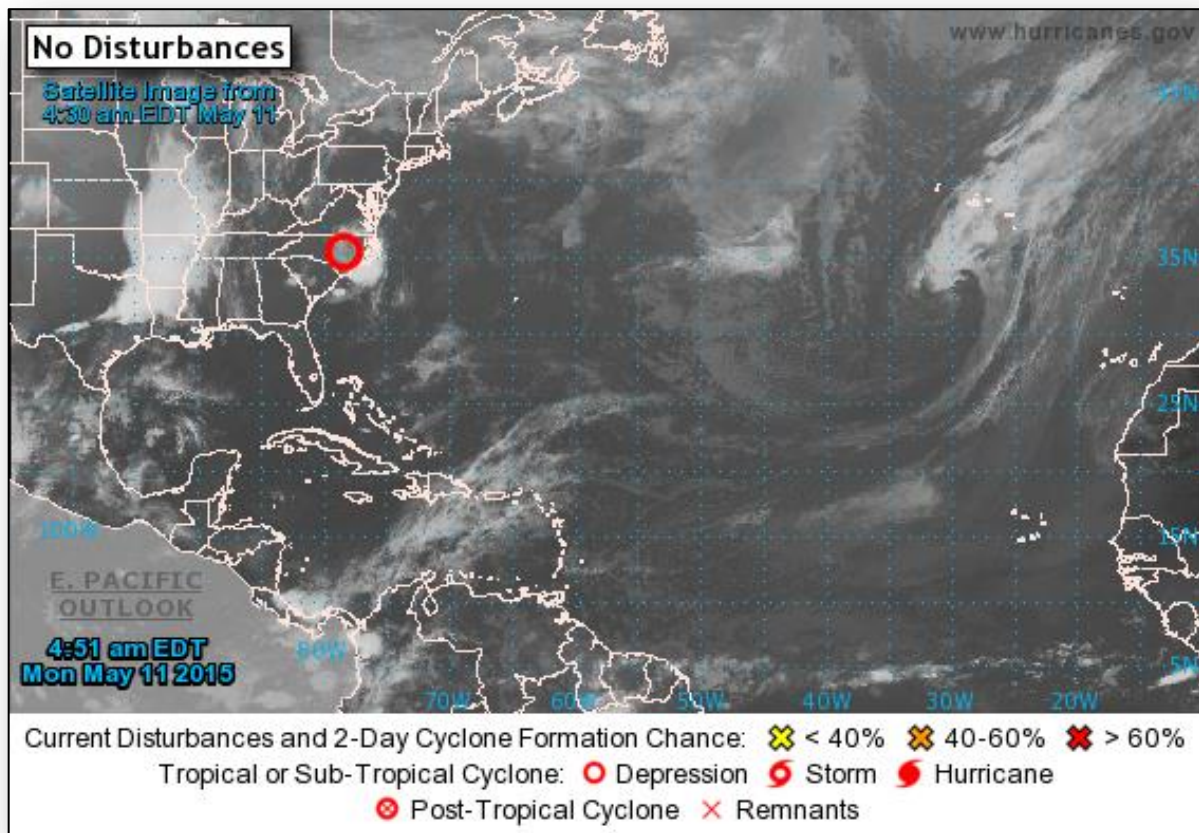 No Disturbances
www.hurricanes.gov
Satellite Image from
4:30 am EDT May 11
45N
35N
25N
100W
15N
E. PACIFIC
OUTLOOK
4:51 am EDT
Mon May 11 2015
80W
5N
70W 60W 50W 40W 30W 20W
Current Disturbances and 2-Day Cyclone Formation Chance: < 40% 40-60% > 60%
Tropical or Sub-Tropical Cyclone: Depression Storm Hurricane
Post-Tropical Cyclone Remnants